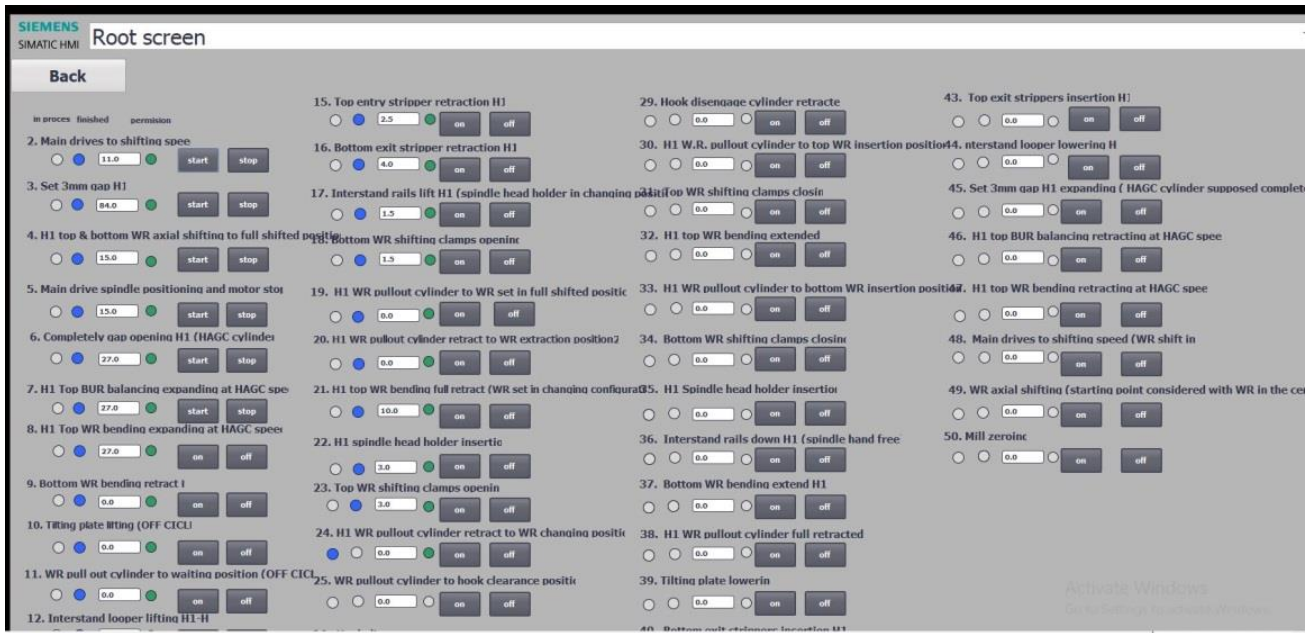 SIEMENS
SIMATIC HMI
Root screen
Back
in proces finished permision
2. Main drives to shifting spee
11.0 start stop
3. Set 3mm gap H1
84.0 start stop
4. H1 top & bottom WR axial shifting to full shifted positio
15.0 start stop
5. Main drive spindle positioning and motor stop
15.0 start stop
6. Completely gap opening H1 (HAGC cylinder
27.0 start stop
7. H1 Top BUR balancing expanding at HAGC spe
27.0 start stop
8. H1 Top WR bending expanding at HAGC speed
27.0 on off
9. Bottom WR bending retract
0.0 on off
10. Tilting plate lifting (OFF CICLI
0.0 on off
11. WR pull out cylinder to waiting position (OFF CICL
0.0 on off
12. Interstand looper lifting H1-H
15. Top entry stripper retraction H1
2.5 on off
16. Bottom exit stripper retraction H1
4.0 on off
17. Interstand rails lift H1 (spindle head holder in changing positi
1.5 on off
18. Bottom WR shifting clamps opening
1.5 on off
19. H1 WR pullout cylinder to WR set in full shifted positic
0.0 on off
20. H1 WR pullout cylinder retract to WR extraction position2
0.0 on off
21. H1 top WR bending full retract (WR set in changing configurat
10.0 on off
22. H1 spindle head holder insertic
3.0 on off
23. Top WR shifting clamps openin
3.0 on off
24. H1 WR pullout cylinder retract to WR changing positic
0.0 on off
25. WR pullout cylinder to hook clearance positic
0.0 on off
29. Hook disengage cylinder retracte
0.0 on off
30. H1 W.R. pullout cylinder to top WR insertion position
0.0 on off
31. Top WR shifting clamps closin
0.0 on off
32. H1 top WR bending extended
0.0 on off
33. H1 WR pullout cylinder to bottom WR insertion position
0.0 on off
34. Bottom WR shifting clamps closing
0.0 on off
35. H1 Spindle head holder insertion
0.0 on off
36. Interstand rails down H1 (spindle hand free
0.0 on off
37. Bottom WR bending extend H1
0.0 on off
38. H1 WR pullout cylinder full retracted
0.0 on off
39. Tilting plate lowerin
0.0 on off
40. Bottom exit strippers insertion H1
43. Top exit strippers insertion H1
0.0 on off
44. nterstand looper lowering H
0.0 on off
45. Set 3mm gap H1 expanding ( HAGC cylinder supposed complet
0.0 on off
46. H1 top BUR balancing retracting at HAGC spee
0.0 on off
47. H1 top WR bending retracting at HAGC spee
0.0 on off
48. Main drives to shifting speed (WR shift in
0.0 on off
49. WR axial shifting (starting point considered with WR in the cen
0.0 on off
50. Mill zeroinc
0.0 on off
Activate Windows
Go to Settings to activate Windows.